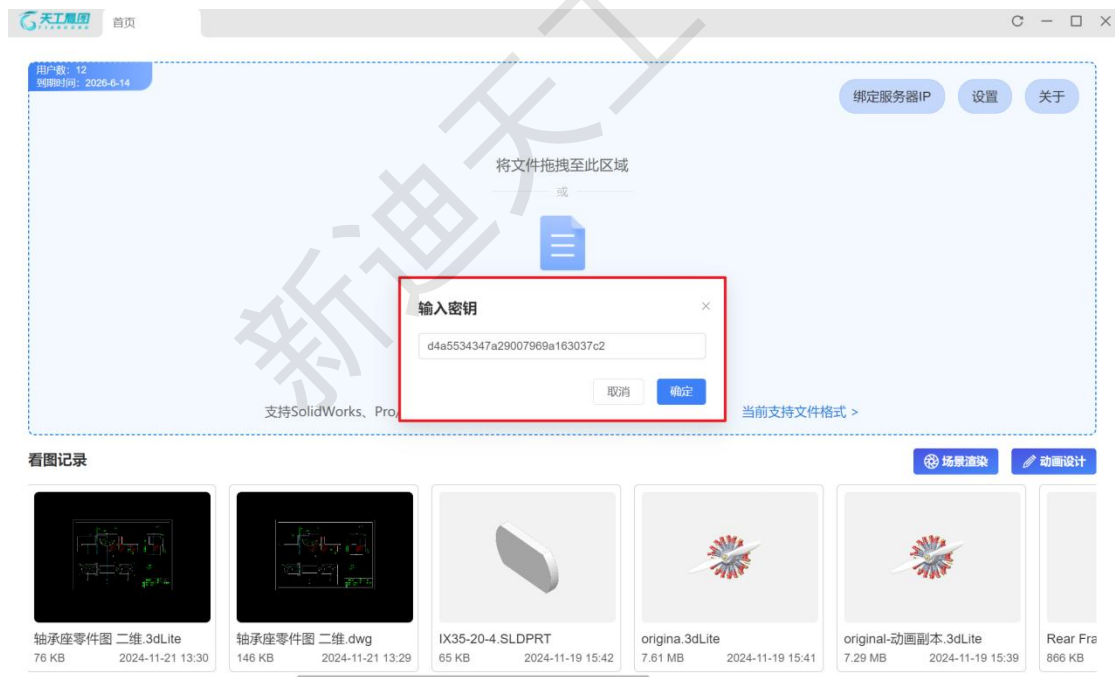 天工看图
首页
用户数：12
到期时间：2026-6-14
绑定服务器IP
设置
关于
将文件拖拽至此区域
或
输入密钥
d4a5534347a29007969a163037c2
取消
确定
支持SolidWorks、Pro/
当前支持文件格式 >
看图记录
场景渲染
动画设计
轴承座零件图 二维.3dLite
76 KB
2024-11-21 13:30
轴承座零件图 二维.dwg
146 KB
2024-11-21 13:29
IX35-20-4.SLDPRT
65 KB
2024-11-19 15:42
origina.3dLite
7.61 MB
2024-11-19 15:41
original-动画副本.3dLite
7.29 MB
2024-11-19 15:39
Rear Fra
866 KB
新迪天工